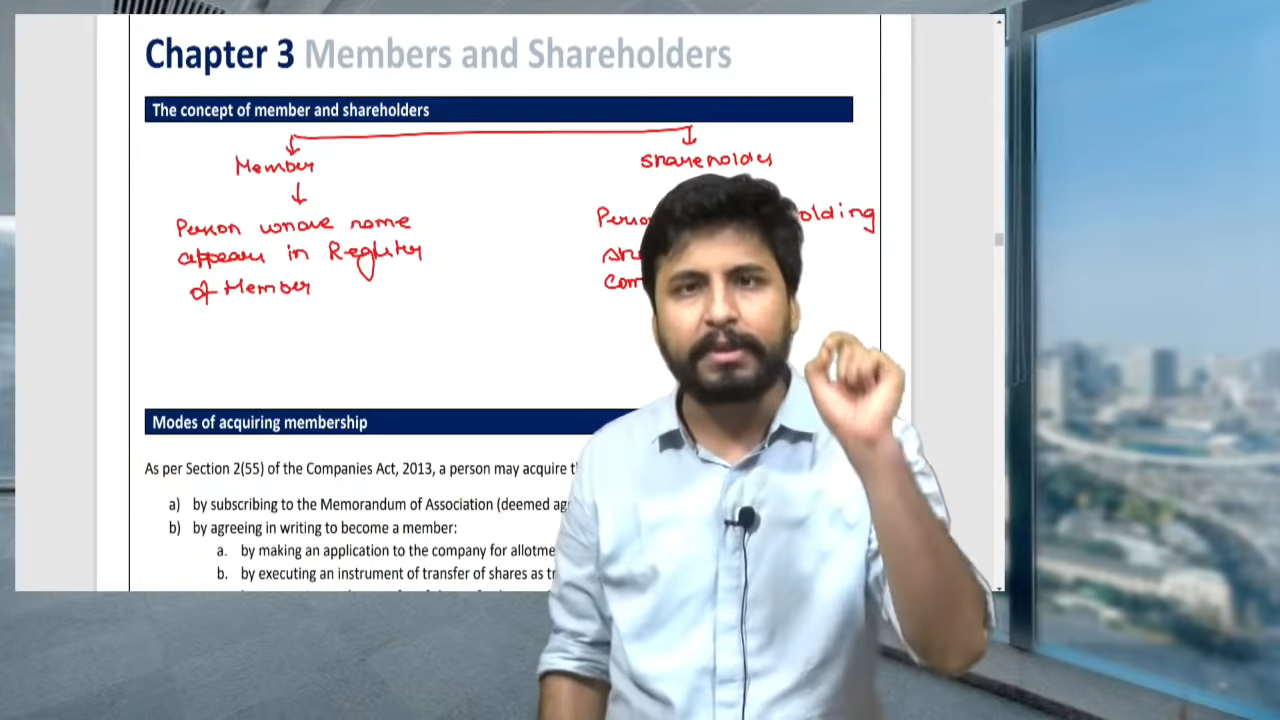 Chapter 3 Members and Shareholders
The concept of member and shareholders
Member
Shareholder
Person whose name
appears in Register
of Member
Perso olding
Com
Modes of acquiring membership
As per Section 2(55) of the Companies Act, 2013, a person may acquire t
a) by subscribing to the Memorandum of Association (deemed ag
b) by agreeing in writing to become a member:
a. by making an application to the company for allotme
b. by executing an instrument of transfer of shares as tr